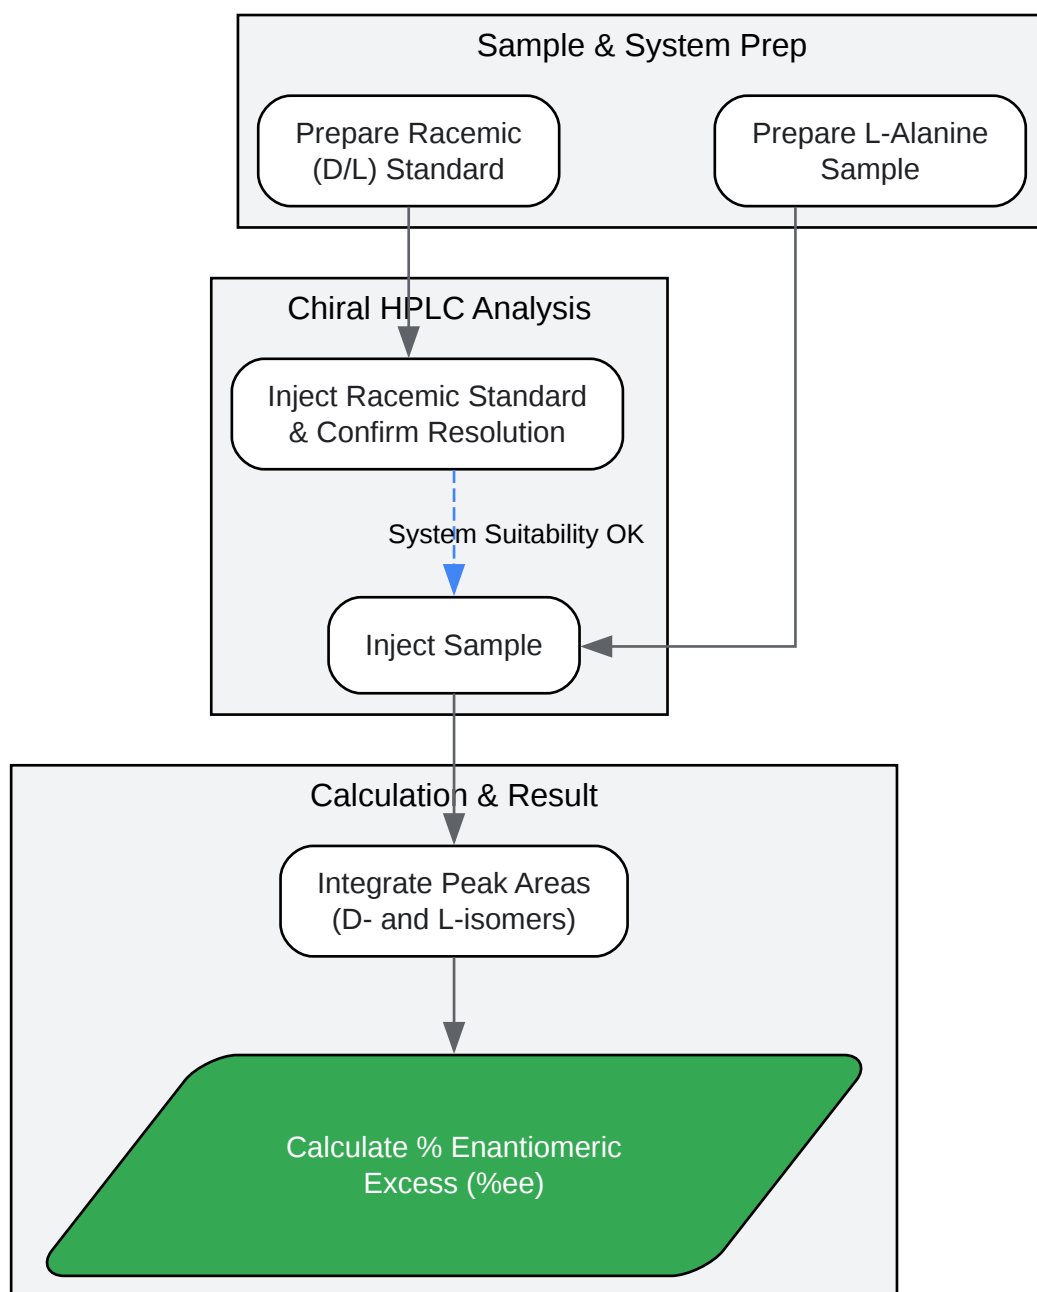 Sample & System Prep
Prepare Racemic
(D/L) Standard
Prepare L-Alanine
Sample
Chiral HPLC Analysis
Inject Racemic Standard
& Confirm Resolution
System Suitability OK
Inject Sample
Calculation & Result
Integrate Peak Areas
(D- and L-isomers)
Calculate % Enantiomeric
Excess (%ee)